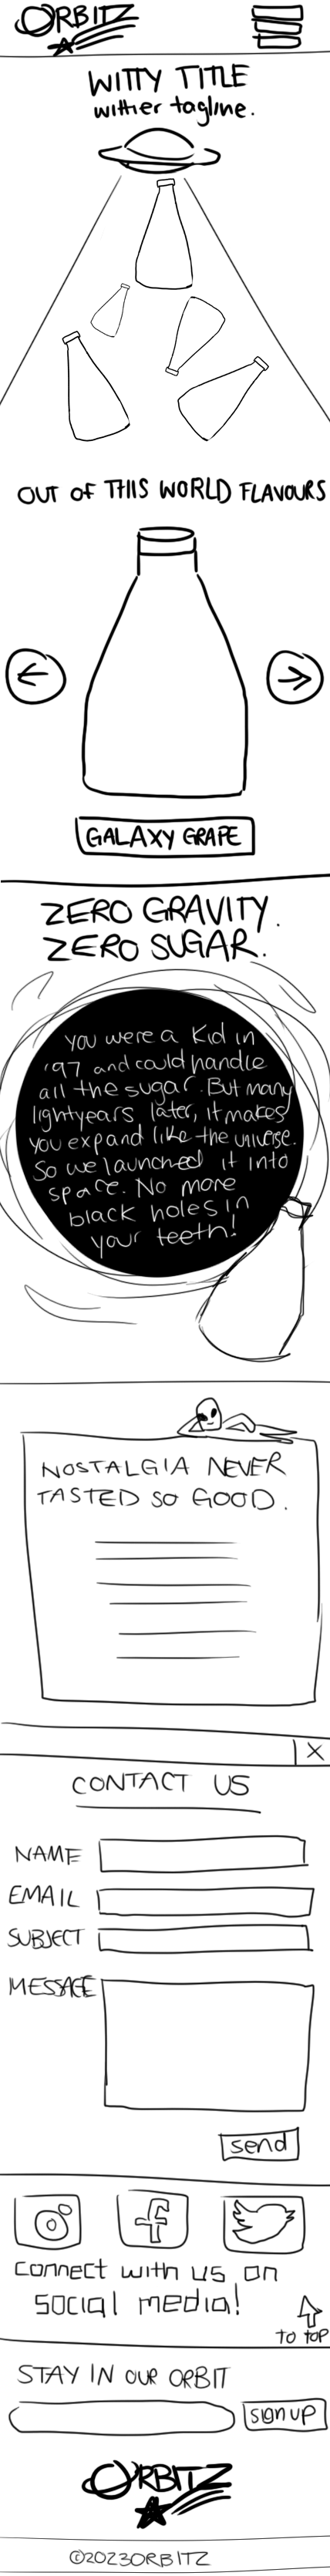 ORBITZ
WITTY TITLE
wittier tagline.
OUT OF THIS WORLD FLAVOURS
GALAXY GRAPE
ZERO GRAVITY.
ZERO SUGAR.
you were a kid in
'97 and could handle
all the sugar. But many
lightyears later, it makes
you expand like the universe.
So we launched it into
space. No more
black holes in
your teeth!
NOSTALGIA NEVER
TASTED SO GOOD.
X
CONTACT US
NAME
EMAIL
SUBJECT
MESSAGE
send
connect with us on
social media!
TO TOP
STAY IN OUR ORBIT
sign up
ORBITZ
©2023 ORBITZ